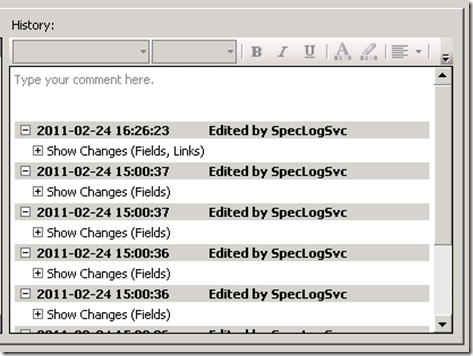 History:
B I U A
Type your comment here.
2011-02-24 16:26:23 Edited by SpecLogSvc
Show Changes (Fields, Links)
2011-02-24 15:00:37 Edited by SpecLogSvc
Show Changes (Fields)
2011-02-24 15:00:37 Edited by SpecLogSvc
Show Changes (Fields)
2011-02-24 15:00:36 Edited by SpecLogSvc
Show Changes (Fields)
2011-02-24 15:00:36 Edited by SpecLogSvc
Show Changes (Fields)